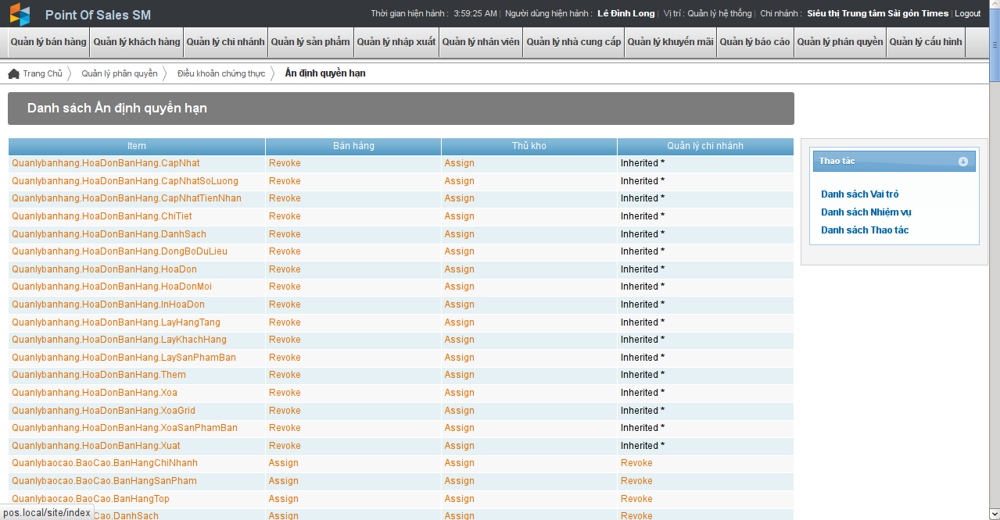 Point Of Sales SM
Thời gian hiện hành : 3:59:25 AM | Người dùng hiện hành : Lê Đình Long | Vị trí : Quản lý hệ thống | Chi nhánh : Siêu thị Trung tâm Sài gòn Times | Logout
Quản lý bán hàng Quản lý khách hàng Quản lý chi nhánh Quản lý sản phẩm Quản lý nhập xuất Quản lý nhân viên Quản lý nhà cung cấp Quản lý khuyến mãi Quản lý báo cáo Quản lý phân quyền Quản lý cấu hình
Trang Chủ Quản lý phân quyền Điều khoản chứng thực Ấn định quyền hạn
Danh sách Ấn định quyền hạn
Item Bán hàng Thủ kho Quản lý chi nhánh
Quanlybanhang.HoaDonBanHang.CapNhat Revoke Assign Inherited *
Quanlybanhang.HoaDonBanHang.CapNhatSoLuong Revoke Assign Inherited *
Quanlybanhang.HoaDonBanHang.CapNhatTienNhan Revoke Assign Inherited *
Quanlybanhang.HoaDonBanHang.ChiTiet Revoke Assign Inherited *
Quanlybanhang.HoaDonBanHang.DanhSach Revoke Assign Inherited *
Quanlybanhang.HoaDonBanHang.DongBoDuLieu Revoke Assign Inherited *
Quanlybanhang.HoaDonBanHang.HoaDon Revoke Assign Inherited *
Quanlybanhang.HoaDonBanHang.HoaDonMoi Revoke Assign Inherited *
Quanlybanhang.HoaDonBanHang.InHoaDon Revoke Assign Inherited *
Quanlybanhang.HoaDonBanHang.LayHangTang Revoke Assign Inherited *
Quanlybanhang.HoaDonBanHang.LayKhachHang Revoke Assign Inherited *
Quanlybanhang.HoaDonBanHang.LaySanPhamBan Revoke Assign Inherited *
Quanlybanhang.HoaDonBanHang.Them Revoke Assign Inherited *
Quanlybanhang.HoaDonBanHang.Xoa Revoke Assign Inherited *
Quanlybanhang.HoaDonBanHang.XoaGrid Revoke Assign Inherited *
Quanlybanhang.HoaDonBanHang.XoaSanPhamBan Revoke Assign Inherited *
Quanlybanhang.HoaDonBanHang.Xuat Revoke Assign Inherited *
Quanlybaocao.BaoCao.BanHangChiNhanh Assign Assign Revoke
Quanlybaocao.BaoCao.BanHangSanPham Assign Assign Revoke
Quanlybaocao.BaoCao.BanHangTop Assign Assign Revoke
Cao.DanhSach Assign Assign Revoke
Thao tác
Danh sách Vai trò
Danh sách Nhiệm vụ
Danh sách Thao tác
pos.local/site/index